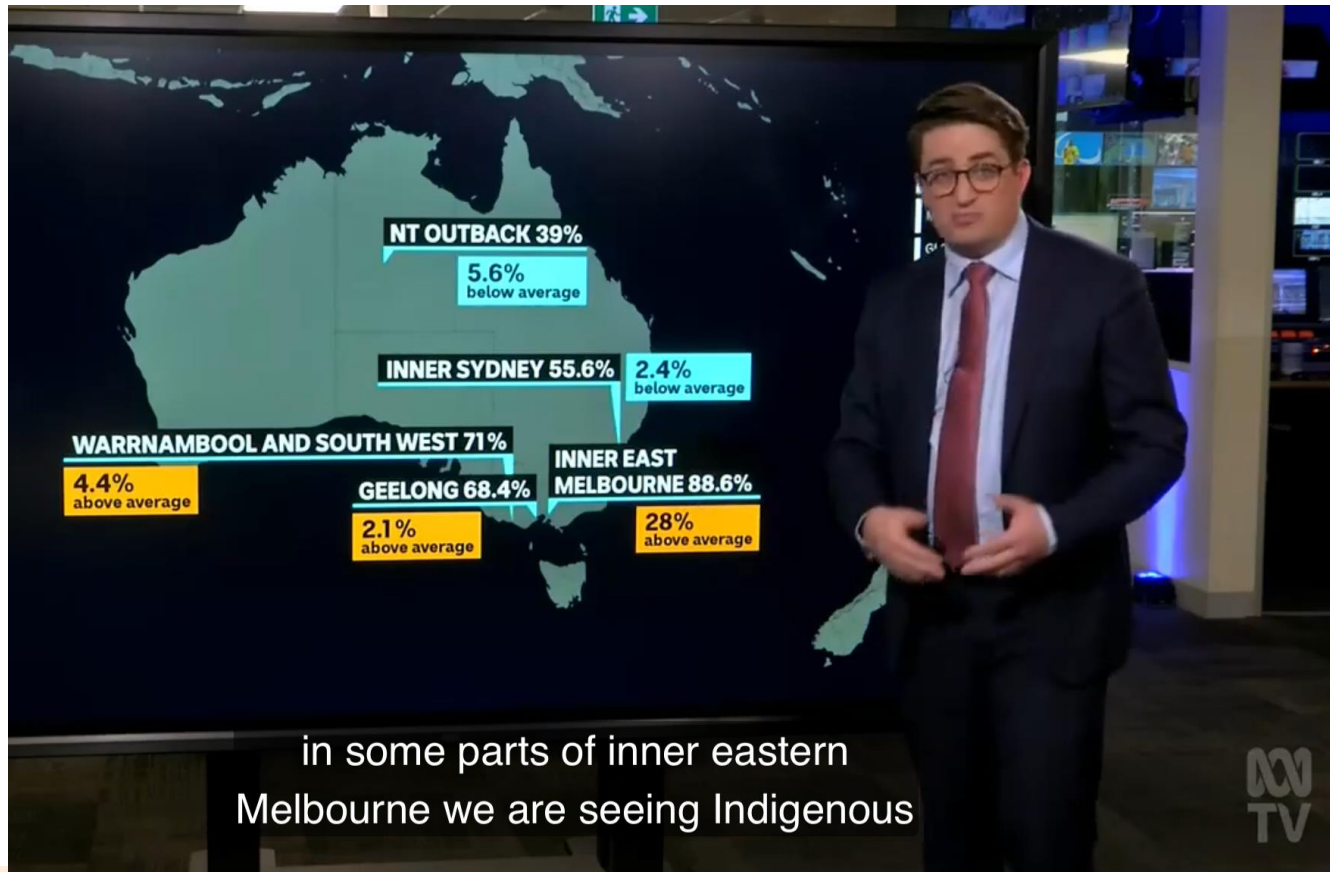 NT OUTBACK 39%
5.6%
below average
INNER SYDNEY 55.6%
2.4%
below average
WARRNAMBOOL AND SOUTH WEST 71%
4.4%
above average
GEELONG 68.4%
2.1%
above average
INNER EAST
MELBOURNE 88.6%
28%
above average
in some parts of inner eastern
Melbourne we are seeing Indigenous
TV